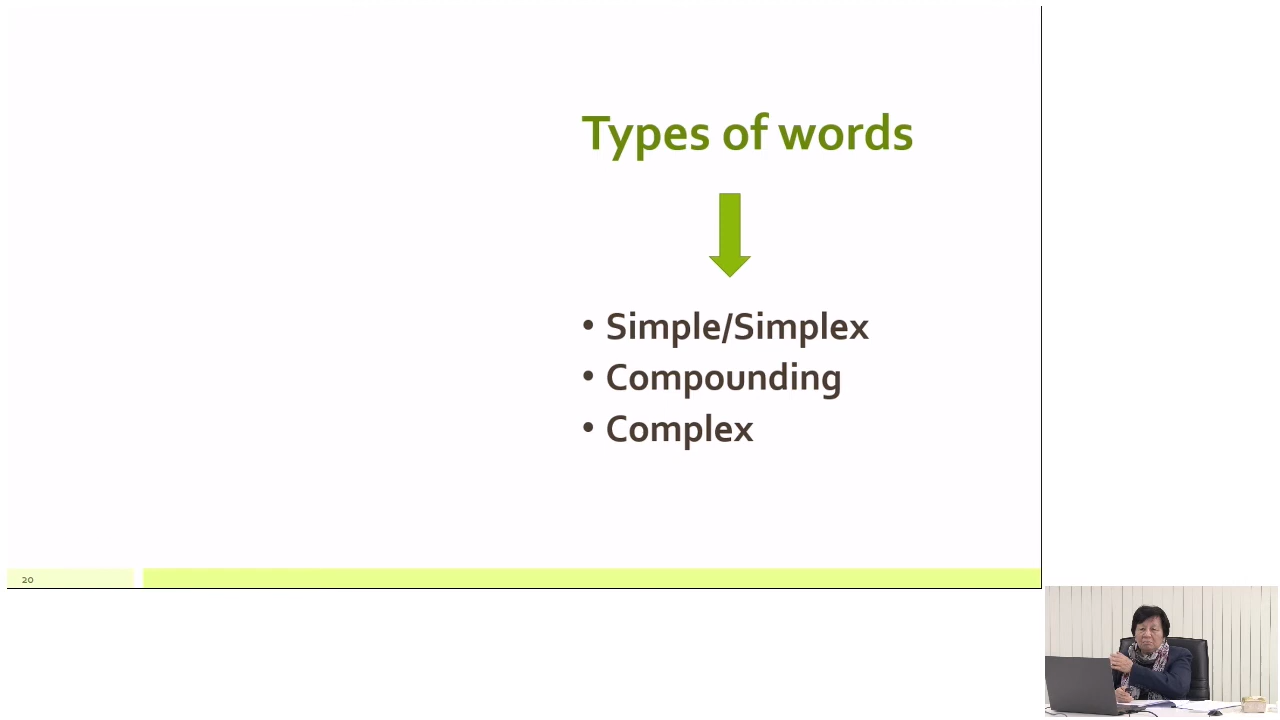 Types of words
• Simple/Simplex
• Compounding
• Complex
20